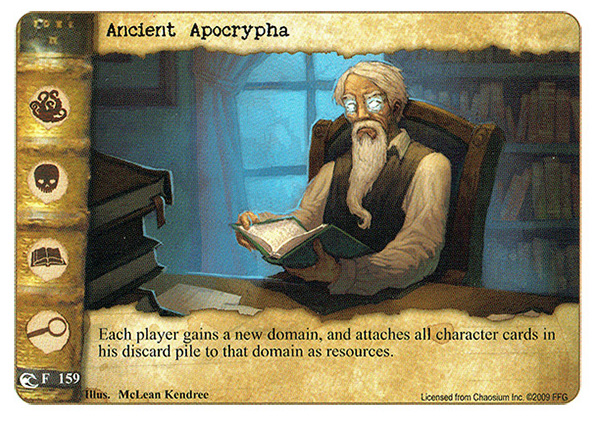 Ancient Apocrypha
Each player gains a new domain, and attaches all character cards in
his discard pile to that domain as resources.
F 159
Illus. McLean Kendree
Licensed from Chaosium Inc. ©2009 FFG